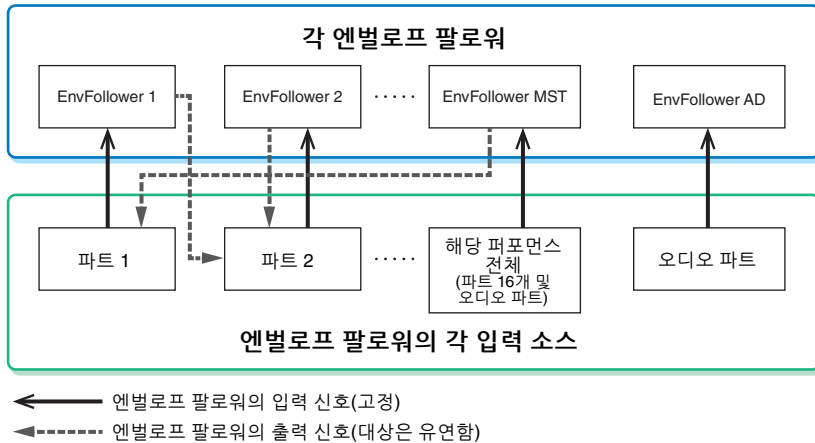 각 엔벌로프 팔로워
EnvFollower 1
EnvFollower 2
·····
EnvFollower MST
EnvFollower AD
파트 1
파트 2
·····
해당 퍼포먼스
전체
(파트 16개 및
오디오 파트)
오디오 파트
엔벌로프 팔로워의 각 입력 소스
엔벌로프 팔로워의 입력 신호(고정)
엔벌로프 팔로워의 출력 신호(대상은 유연함)